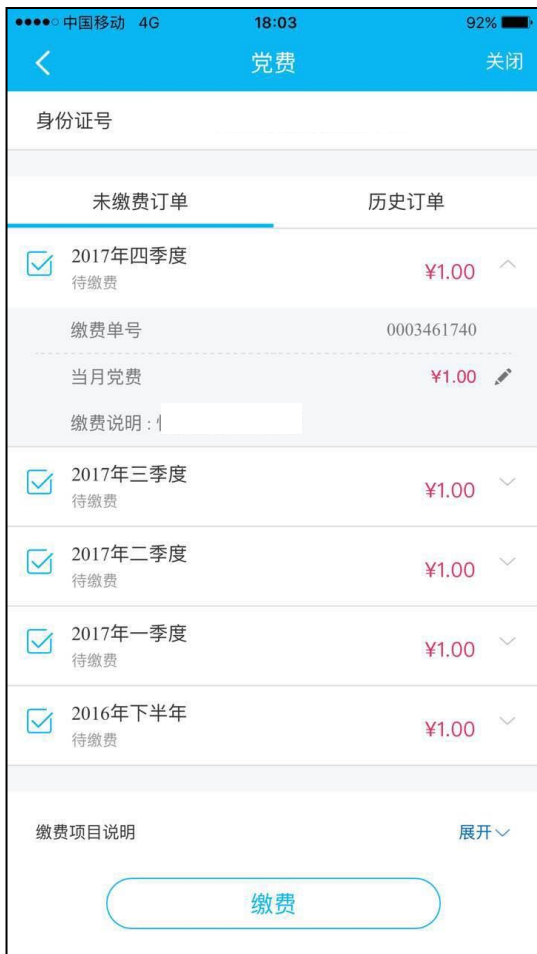 中国移动 4G 18:03 92%
党费 关闭
身份证号
未缴费订单 历史订单
2017年四季度 ¥1.00
待缴费
缴费单号 0003461740
当月党费 ¥1.00
缴费说明：
2017年三季度 ¥1.00
待缴费
2017年二季度 ¥1.00
待缴费
2017年一季度 ¥1.00
待缴费
2016年下半年 ¥1.00
待缴费
缴费项目说明 展开
缴费